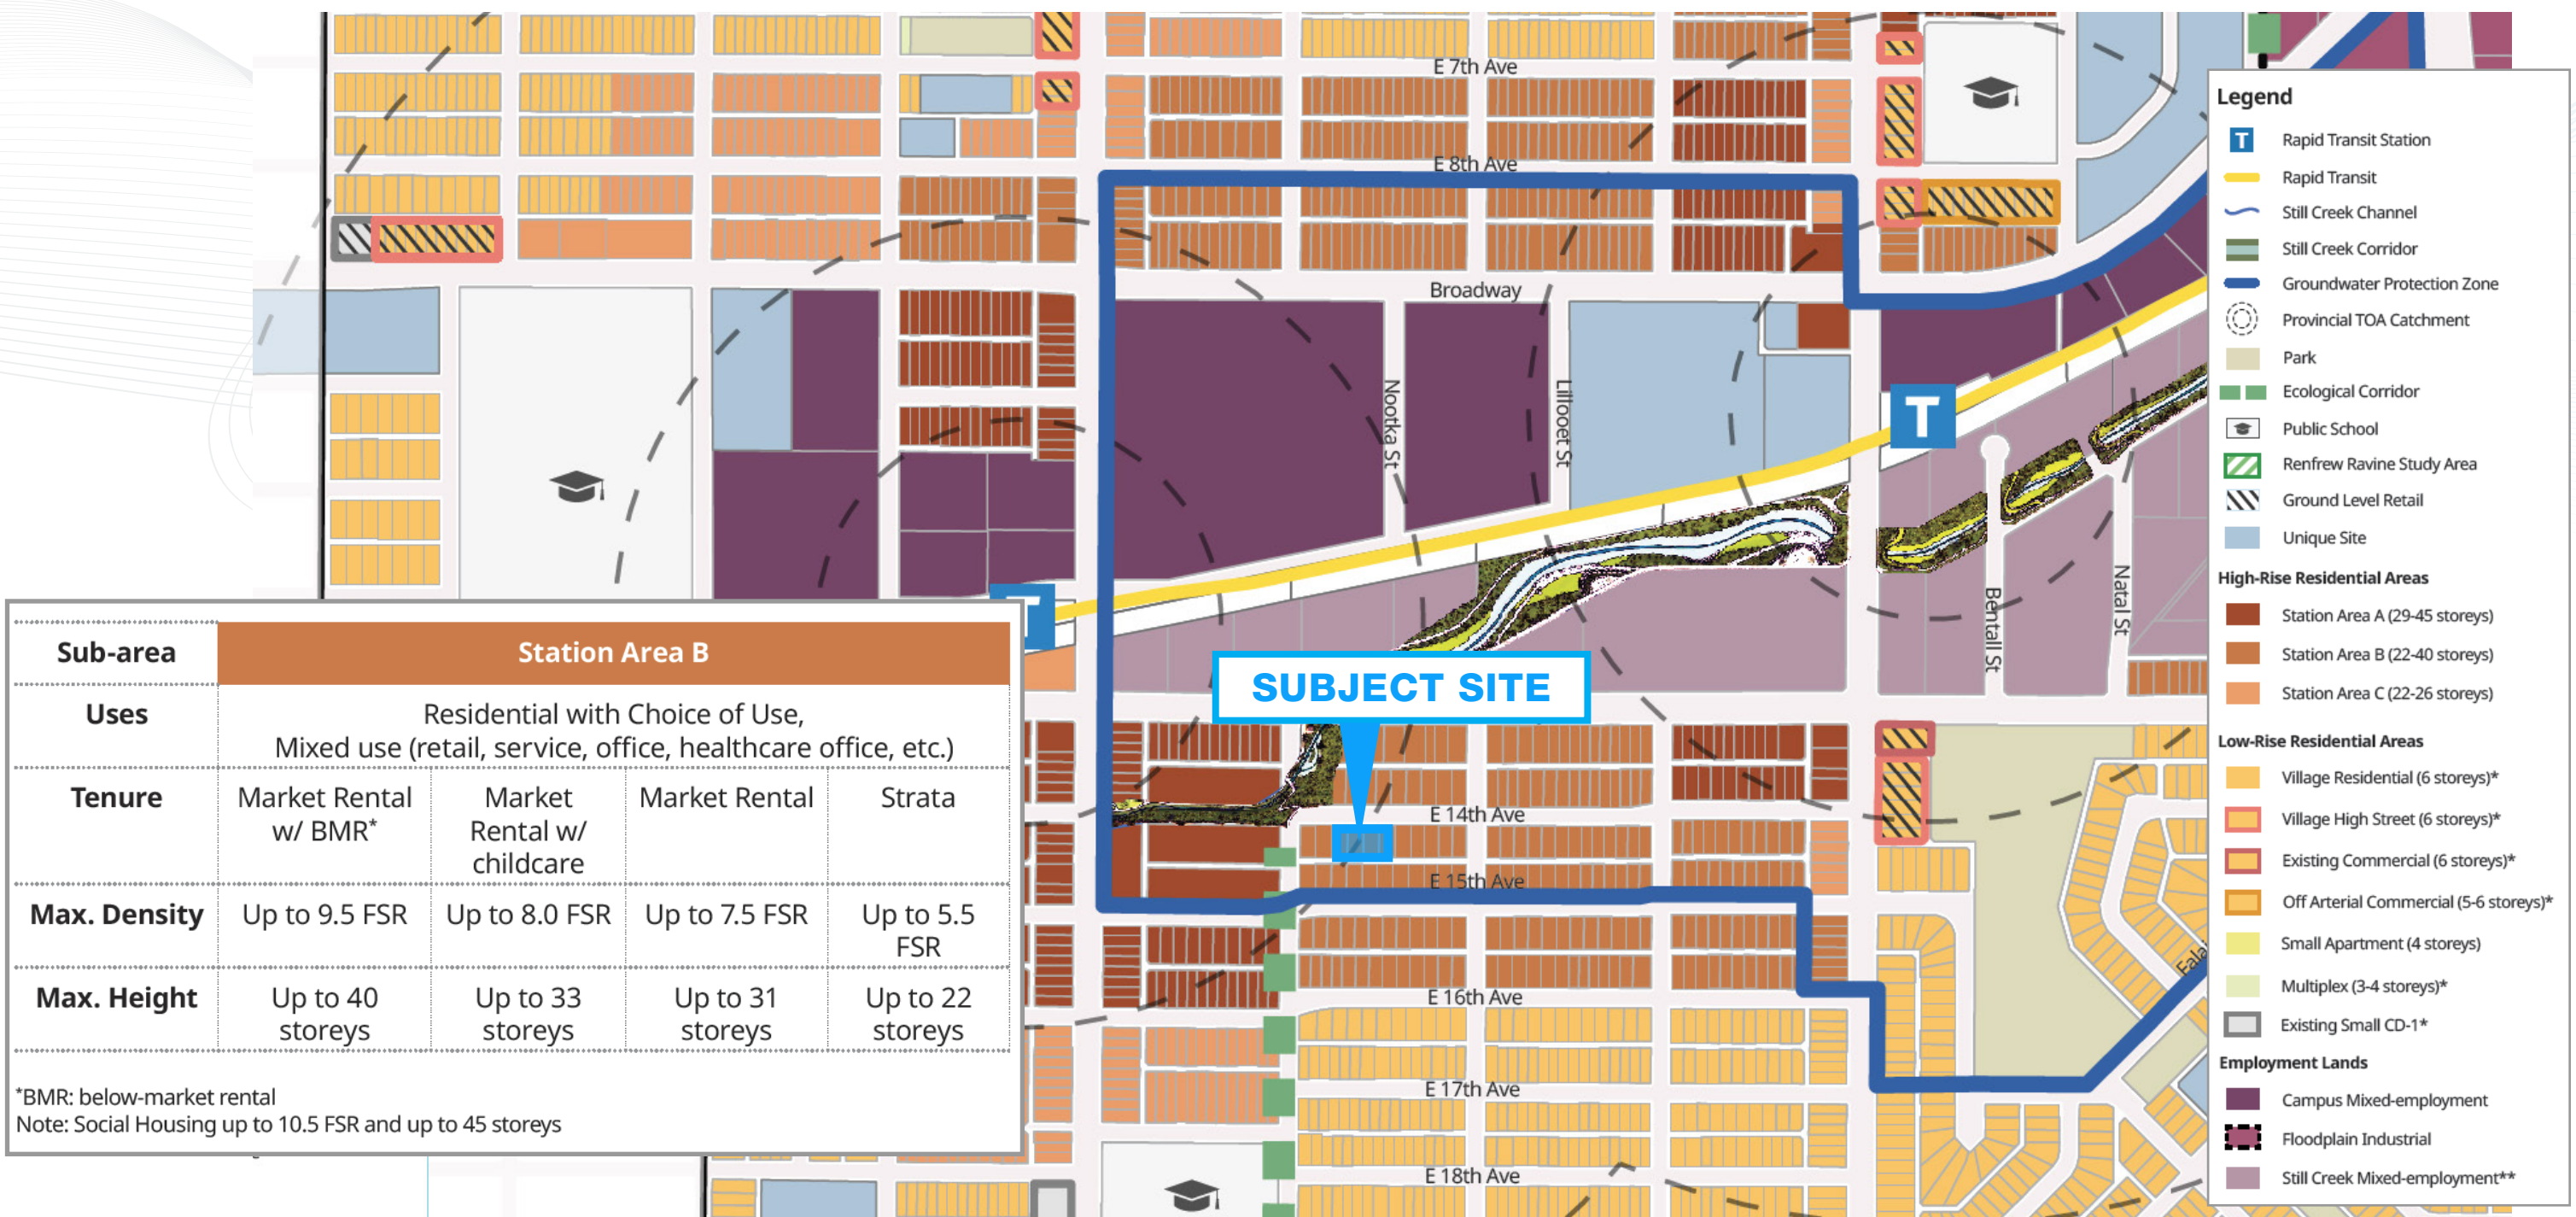 E 7th Ave
E 8th Ave
Broadway
Nootka St
Lillooet St
T
T
Bentall St
Natal St
SUBJECT SITE
E 14th Ave
E 15th Ave
E 16th Ave
E 17th Ave
E 18th Ave
Sub-area
Station Area B
Uses
Residential with Choice of Use,
Mixed use (retail, service, office, healthcare office, etc.)
Tenure
Market Rental
w/ BMR*
Market
Rental w/
childcare
Market Rental
Strata
Max. Density
Up to 9.5 FSR
Up to 8.0 FSR
Up to 7.5 FSR
Up to 5.5
FSR
Max. Height
Up to 40
storeys
Up to 33
storeys
Up to 31
storeys
Up to 22
storeys
*BMR: below-market rental
Note: Social Housing up to 10.5 FSR and up to 45 storeys
Legend
T
Rapid Transit Station
Rapid Transit
Still Creek Channel
Still Creek Corridor
Groundwater Protection Zone
Provincial TOA Catchment
Park
Ecological Corridor
Public School
Renfrew Ravine Study Area
Ground Level Retail
Unique Site
High-Rise Residential Areas
Station Area A (29-45 storeys)
Station Area B (22-40 storeys)
Station Area C (22-26 storeys)
Low-Rise Residential Areas
Village Residential (6 storeys)*
Village High Street (6 storeys)*
Existing Commercial (6 storeys)*
Off Arterial Commercial (5-6 storeys)*
Small Apartment (4 storeys)
Multiplex (3-4 storeys)*
Existing Small CD-1*
Employment Lands
Campus Mixed-employment
Floodplain Industrial
Still Creek Mixed-employment**